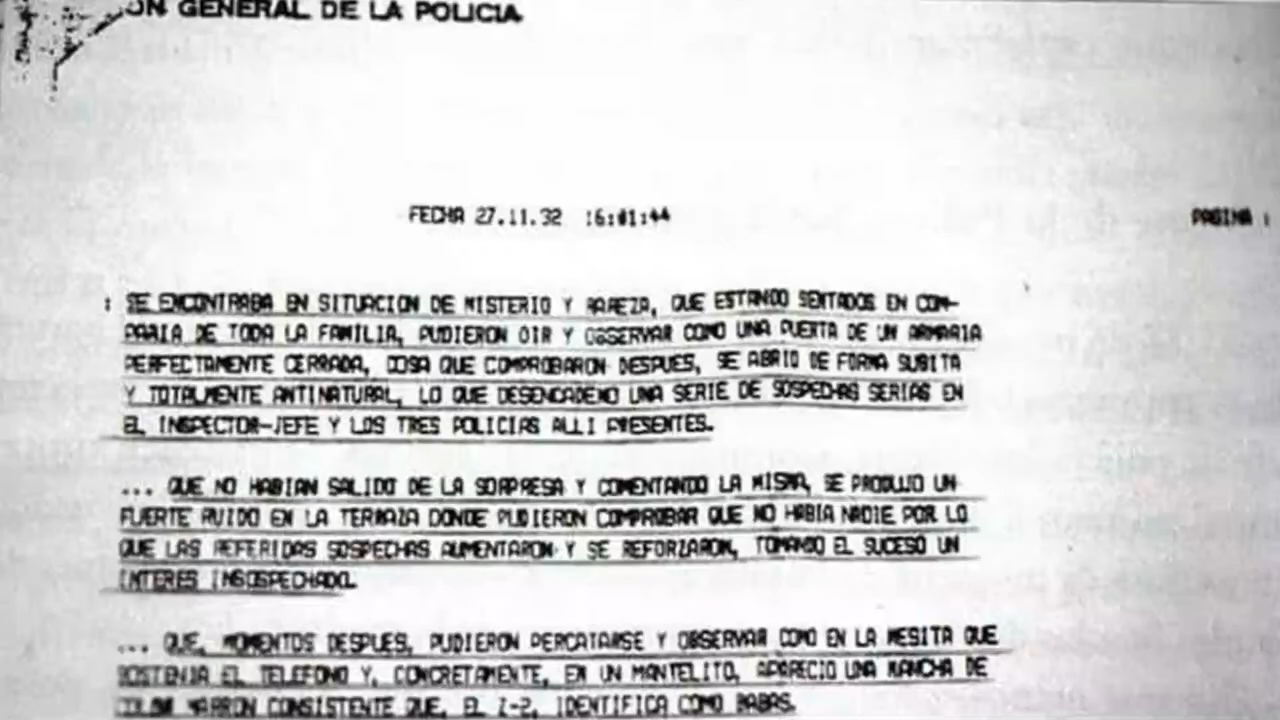 ON GENERAL DE LA POLICIA
FECHA 27.11.92 16:01:44 PAGINA :
: SE ENCONTRABA EN SITUACION DE MISTERIO Y RAREZA, QUE ESTANDO SENTADOS EN COM-
PAÑIA DE TODA LA FAMILIA, PUDIERON OIR Y OBSERVAR COMO UNA PUERTA DE UN ARMARIA
PERFECTAMENTE CERRADA, COSA QUE COMPROBARON DESPUES, SE ABRIO DE FORMA SUBITA
Y TOTALMENTE ANTINATURAL, LO QUE DESENCADENO UNA SERIE DE SOSPECHAS SERIAS EN
EL INSPECTOR-JEFE Y LOS TRES POLICIAS ALLI PRESENTES.
... QUE NO HABIAN SALIDO DE LA SORPRESA Y COMENTANDO LA MISMA, SE PRODUJO UN
FUERTE RUIDO EN LA TERRAZA DONDE PUDIERON COMPROBAR QUE NO HABIA NADIE POR LO
QUE LAS REFERIDAS SOSPECHAS AUMENTARON Y SE REFORZARON, TOMANDO EL SUCESO UN
INTERES INSOSPECHADO.
... QUE, MOMENTOS DESPUES, PUDIERON PERCATARSE Y OBSERVAR COMO EN LA MESITA QUE
SOSTENIA EL TELEFONO Y, CONCRETAMENTE, EN UN MANTELITO, APARECIO UNA MANCHA DE
COLOR MARRON CONSISTENTE QUE, EL Z-2, IDENTIFICA COMO BABAS.